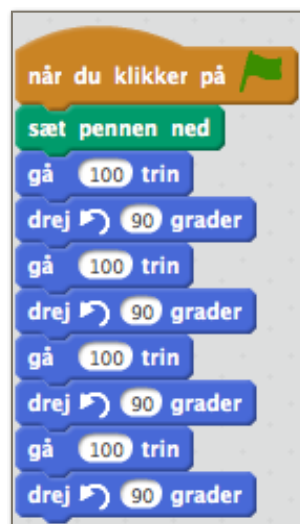 når du klikker på
sæt pennen ned
gå 100 trin
drej 90 grader
gå 100 trin
drej 90 grader
gå 100 trin
drej 90 grader
gå 100 trin
drej 90 grader